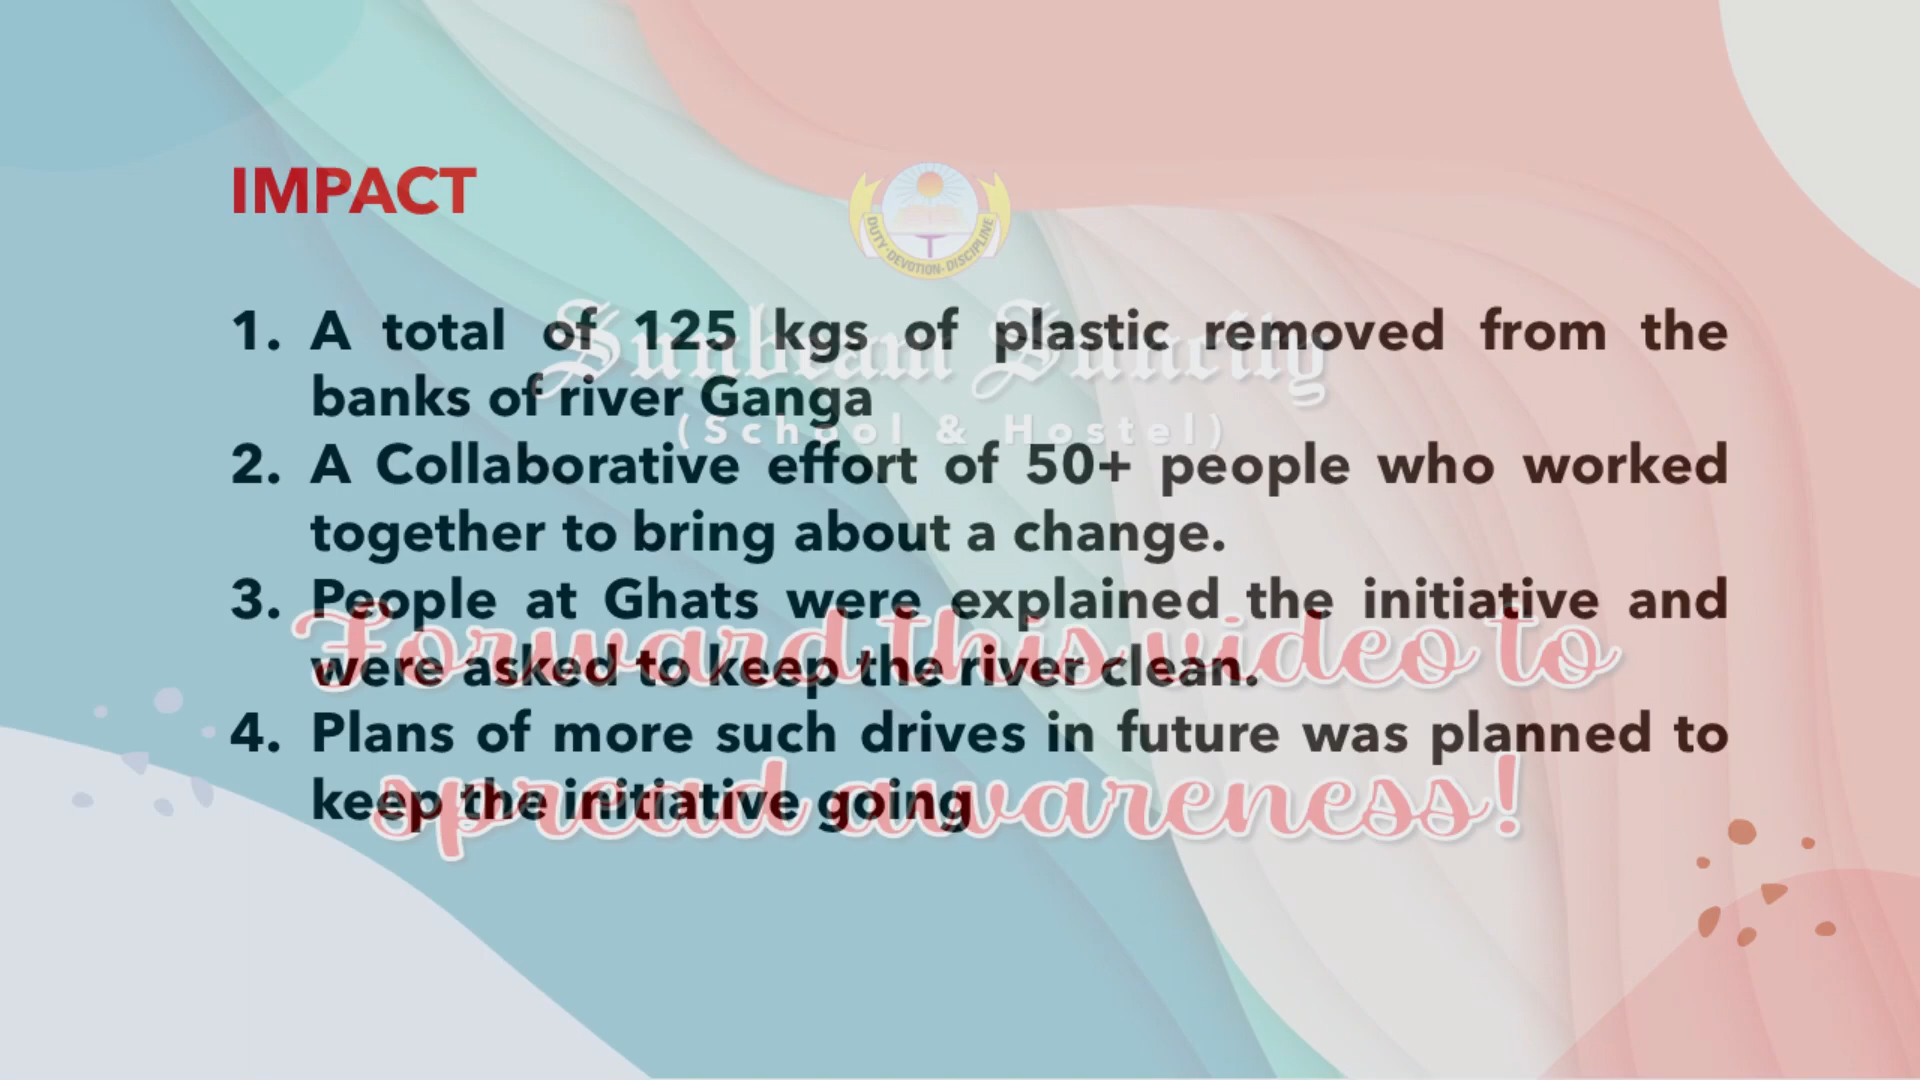 IMPACT
DUTY·DEVOTION·DISCIPLINE
Sunbeam Suncity
(School & Hostel)
1. A total of 125 kgs of plastic removed from the
banks of river Ganga
2. A Collaborative effort of 50+ people who worked
together to bring about a change.
3. People at Ghats were explained the initiative and
were asked to keep the river clean.
4. Plans of more such drives in future was planned to
keep the initiative going
Forward this video to
spread awareness!